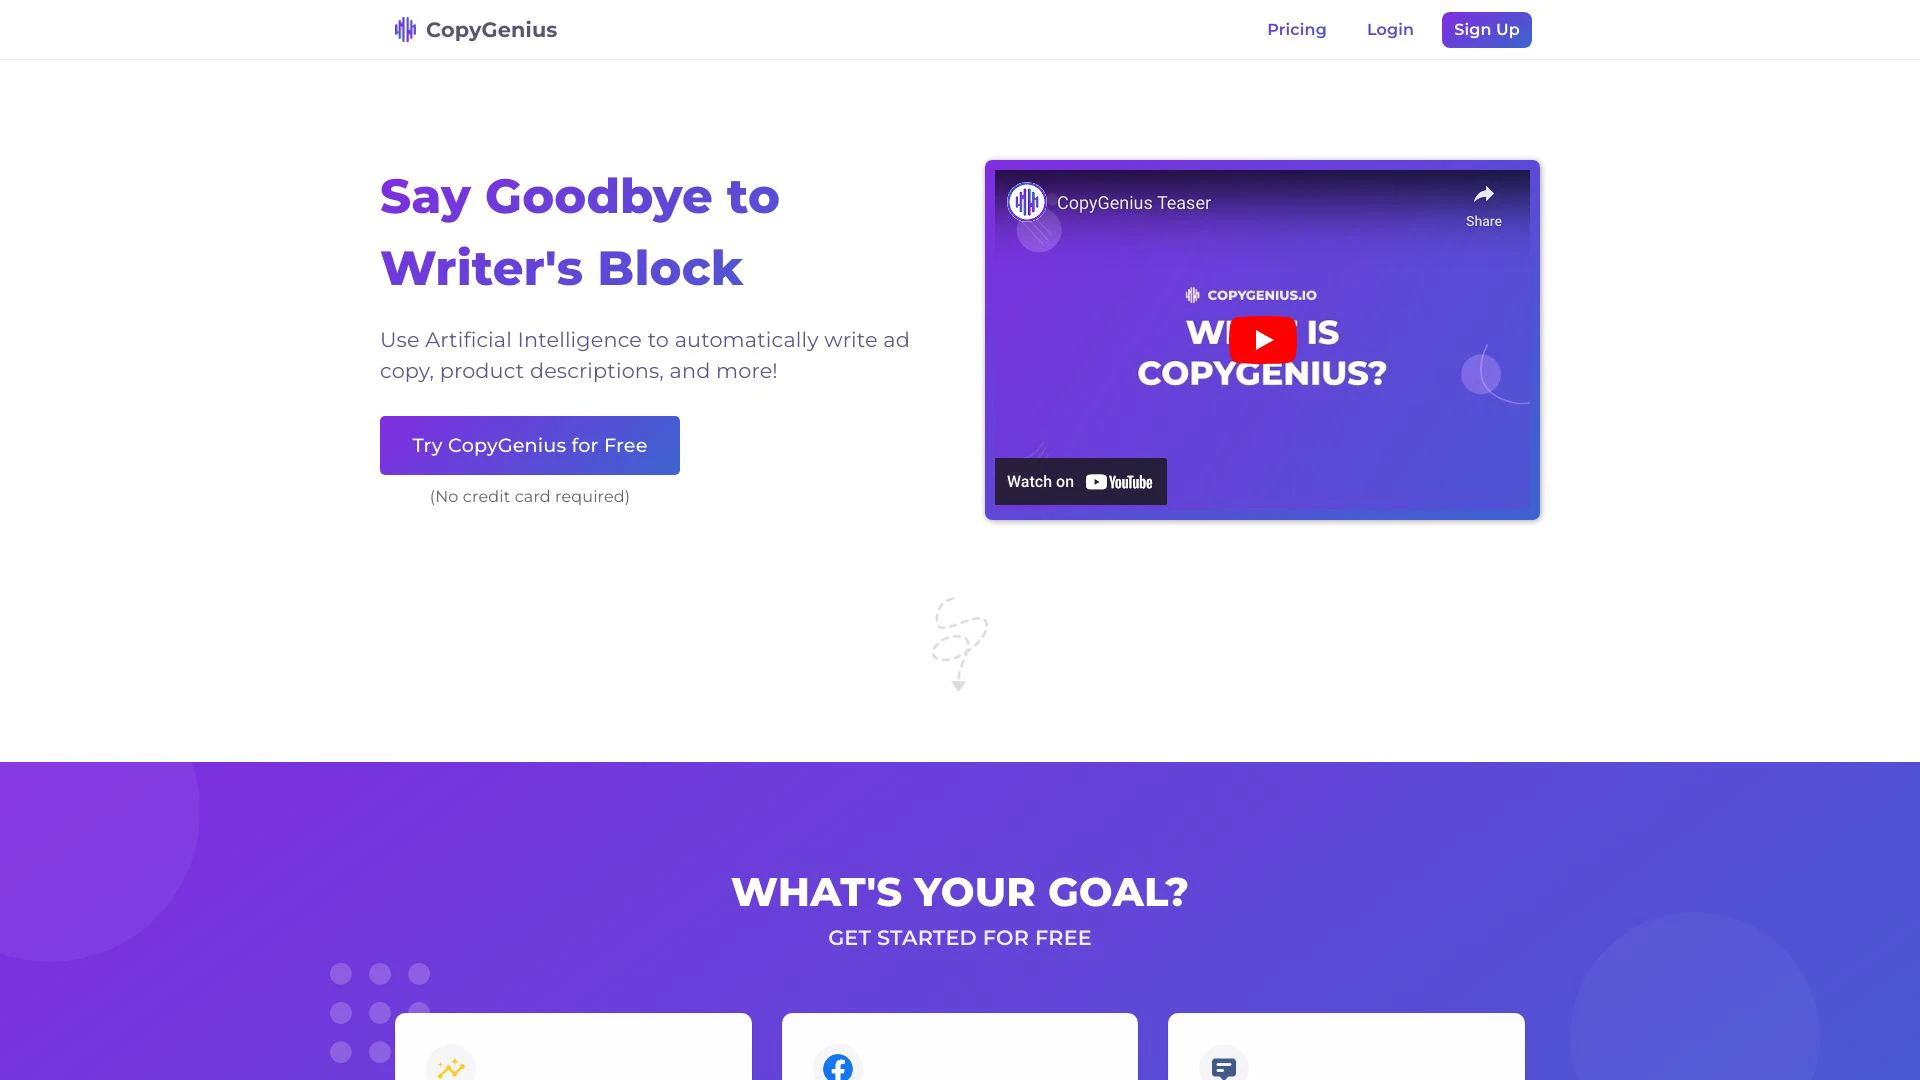 CopyGenius
Pricing
Login
Sign Up
Say Goodbye to
Writer's Block
Use Artificial Intelligence to automatically write ad
copy, product descriptions, and more!
Try CopyGenius for Free
(No credit card required)
CopyGenius Teaser
Share
COPYGENIUS.IO
IS
COPYGENIUS?
Watch on YouTube
WHAT'S YOUR GOAL?
GET STARTED FOR FREE